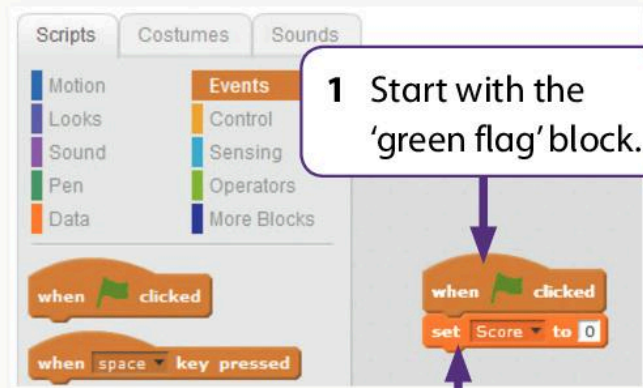 Scripts Costumes Sounds
Motion Events
Looks Control
Sound Sensing
Pen Operators
Data More Blocks
1 Start with the
‘green flag’ block.
when clicked
when space key pressed
when clicked
set Score to 0